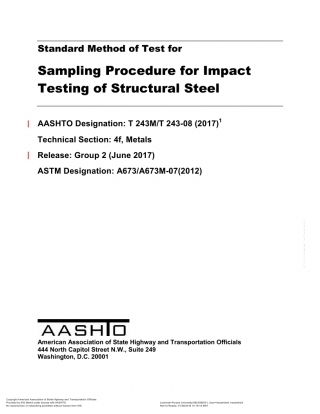 Standard Method of Test for
Sampling Procedure for Impact
Testing of Structural Steel
AASHTO Designation: T 243M/T 243-08 (2017)1
Technical Section: 4f, Metals
Release: Group 2 (June 2017)
ASTM Designation: A673/A673M-07(2012)
AASHTO
American Association of State Highway and Transportation Officials
444 North Capitol Street N.W., Suite 249
Washington, D.C. 20001